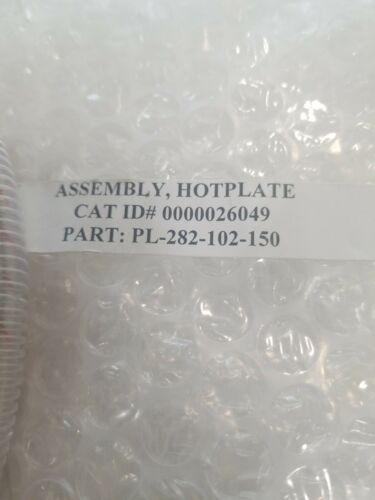 ASSEMBLY, HOTPLATE
CAT ID# 0000026049
PART: PL-282-102-150